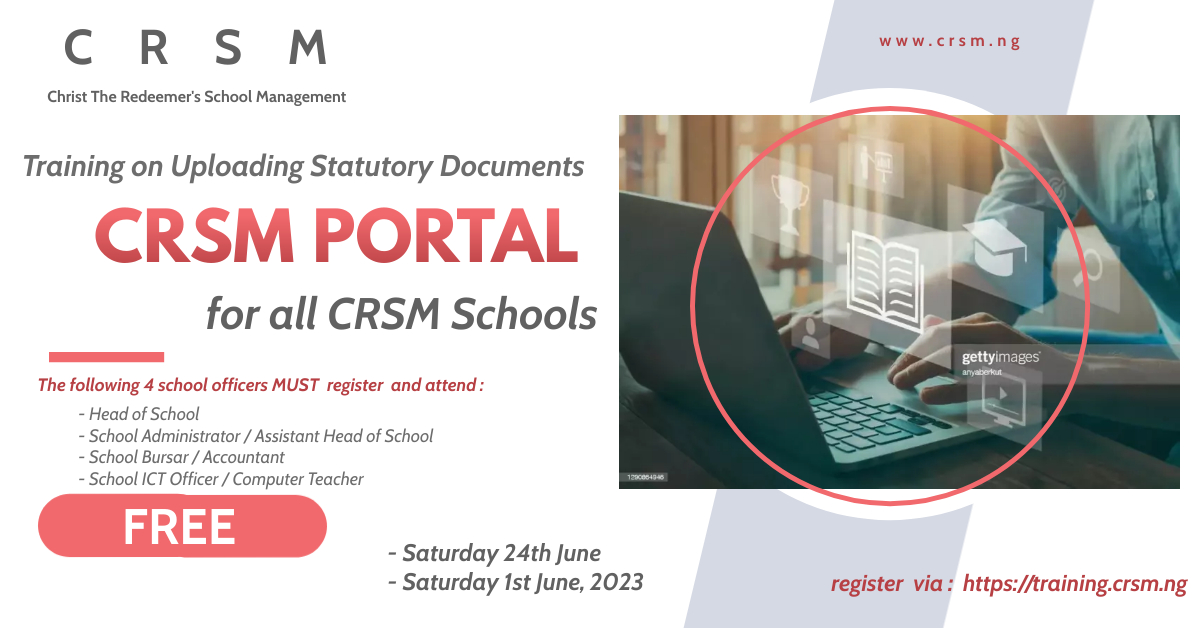 C R S M
Christ The Redeemer's School Management
www.crsm.ng
Training on Uploading Statutory Documents
CRSM PORTAL
for all CRSM Schools
The following 4 school officers MUST register and attend :
- Head of School
- School Administrator / Assistant Head of School
- School Bursar / Accountant
- School ICT Officer / Computer Teacher
FREE
- Saturday 24th June
- Saturday 1st June, 2023
gettyimages®
anyaberkut
1290864946
register via : https://training.crsm.ng